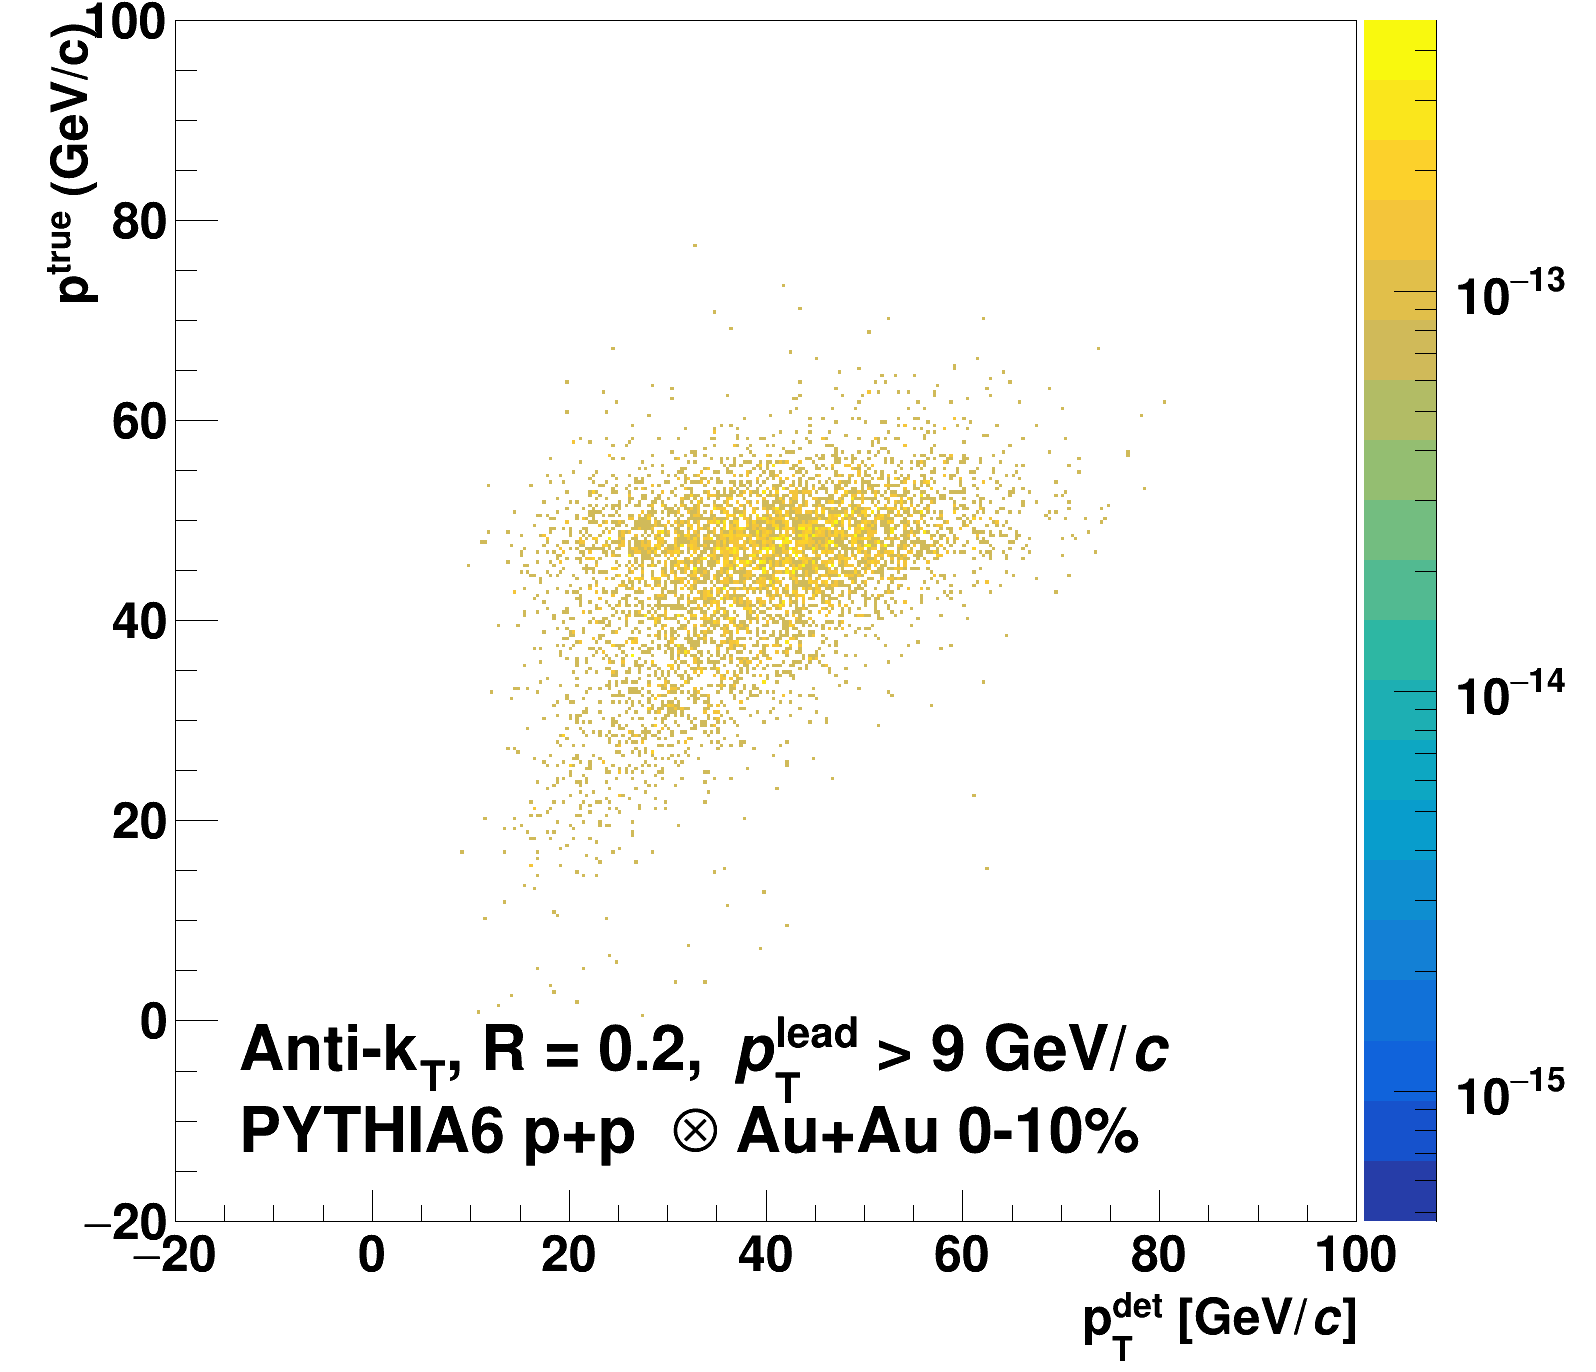 p^true (GeV/c)
100
80
60
40
20
0
−20
Anti-k_T, R = 0.2, p_T^lead > 9 GeV/c
PYTHIA6 p+p ⊗ Au+Au 0-10%
−20 0 20 40 60 80 100
p_T^det [GeV/c]
10^−13
10^−14
10^−15